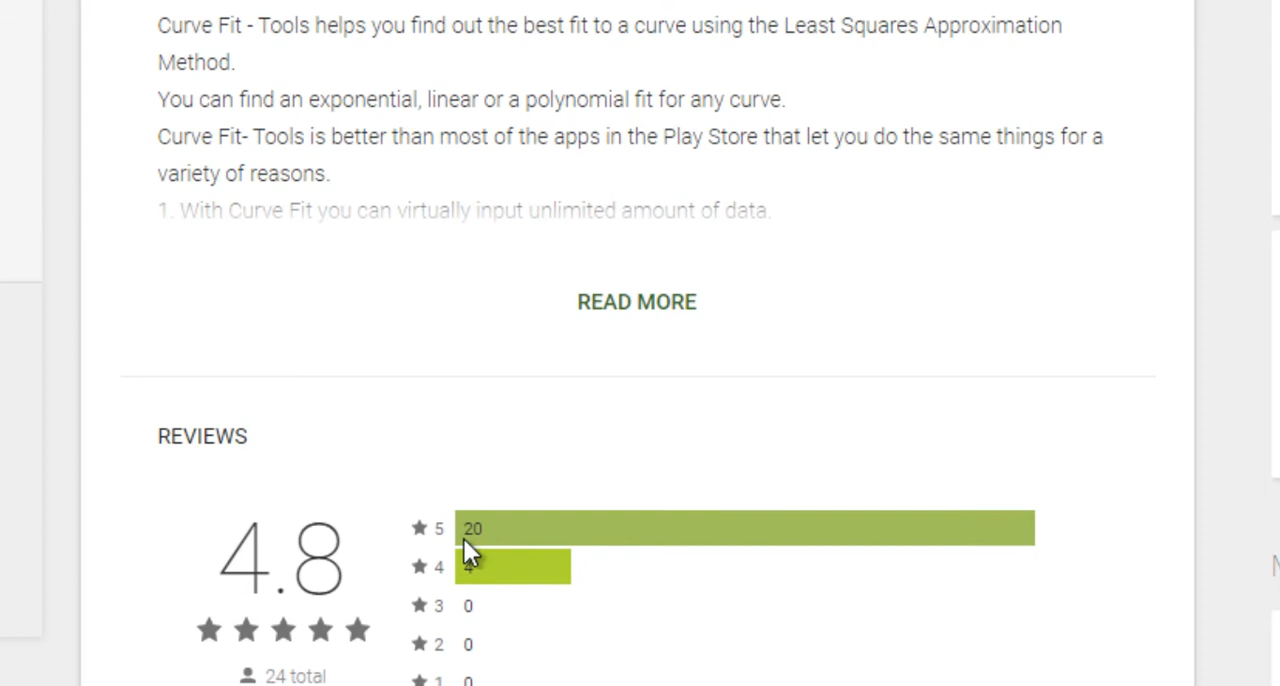 Curve Fit - Tools helps you find out the best fit to a curve using the Least Squares Approximation
Method.
You can find an exponential, linear or a polynomial fit for any curve.
Curve Fit- Tools is better than most of the apps in the Play Store that let you do the same things for a
variety of reasons.
1. With Curve Fit you can virtually input unlimited amount of data.
READ MORE
REVIEWS
4.8
24 total
5 20
4 4
3 0
2 0
1 0